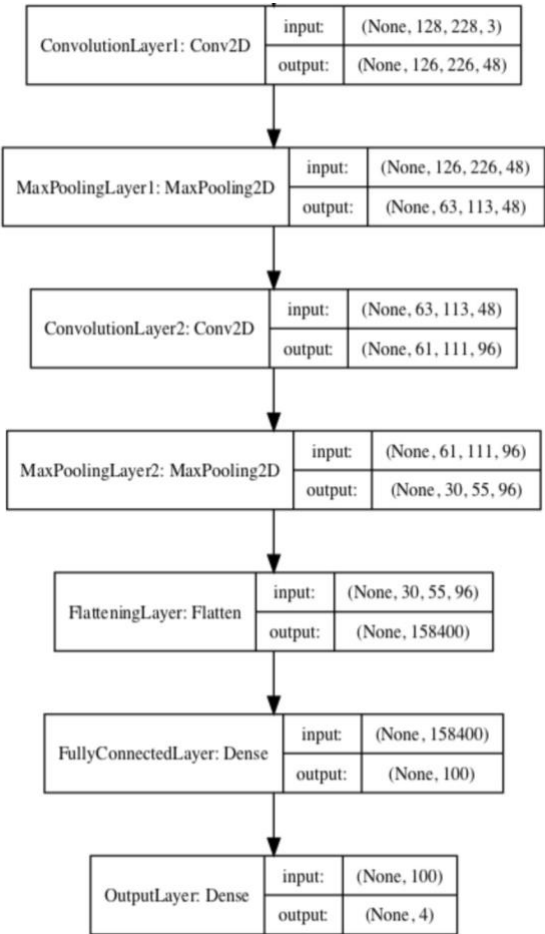 ConvolutionLayer1: Conv2D
input: (None, 128, 228, 3)
output: (None, 126, 226, 48)
MaxPoolingLayer1: MaxPooling2D
input: (None, 126, 226, 48)
output: (None, 63, 113, 48)
ConvolutionLayer2: Conv2D
input: (None, 63, 113, 48)
output: (None, 61, 111, 96)
MaxPoolingLayer2: MaxPooling2D
input: (None, 61, 111, 96)
output: (None, 30, 55, 96)
FlatteningLayer: Flatten
input: (None, 30, 55, 96)
output: (None, 158400)
FullyConnectedLayer: Dense
input: (None, 158400)
output: (None, 100)
OutputLayer: Dense
input: (None, 100)
output: (None, 4)